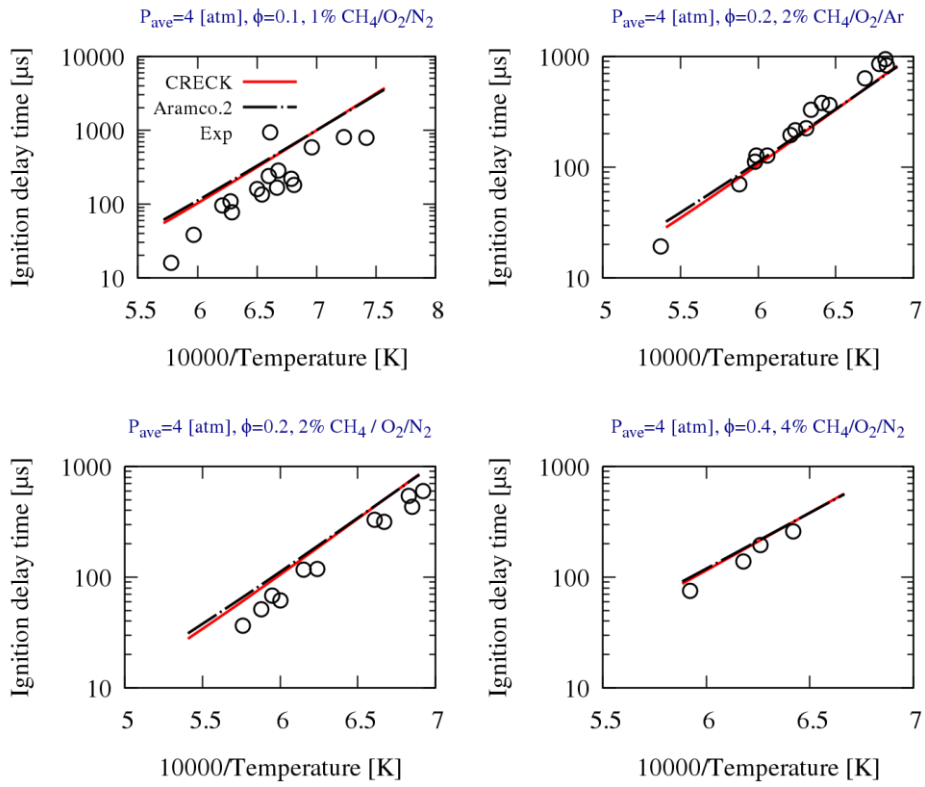 P_ave=4 [atm], ϕ=0.1, 1% CH₄/O₂/N₂
Ignition delay time [μs]
10000
1000
100
10
CRECK
Aramco.2
Exp
5.5 6 6.5 7 7.5 8
10000/Temperature [K]
P_ave=4 [atm], ϕ=0.2, 2% CH₄/O₂/Ar
Ignition delay time [μs]
1000
100
10
5 5.5 6 6.5 7
10000/Temperature [K]
P_ave=4 [atm], ϕ=0.2, 2% CH₄ / O₂/N₂
Ignition delay time [μs]
1000
100
10
5 5.5 6 6.5 7
10000/Temperature [K]
P_ave=4 [atm], ϕ=0.4, 4% CH₄/O₂/N₂
Ignition delay time [μs]
1000
100
10
5.5 6 6.5 7
10000/Temperature [K]